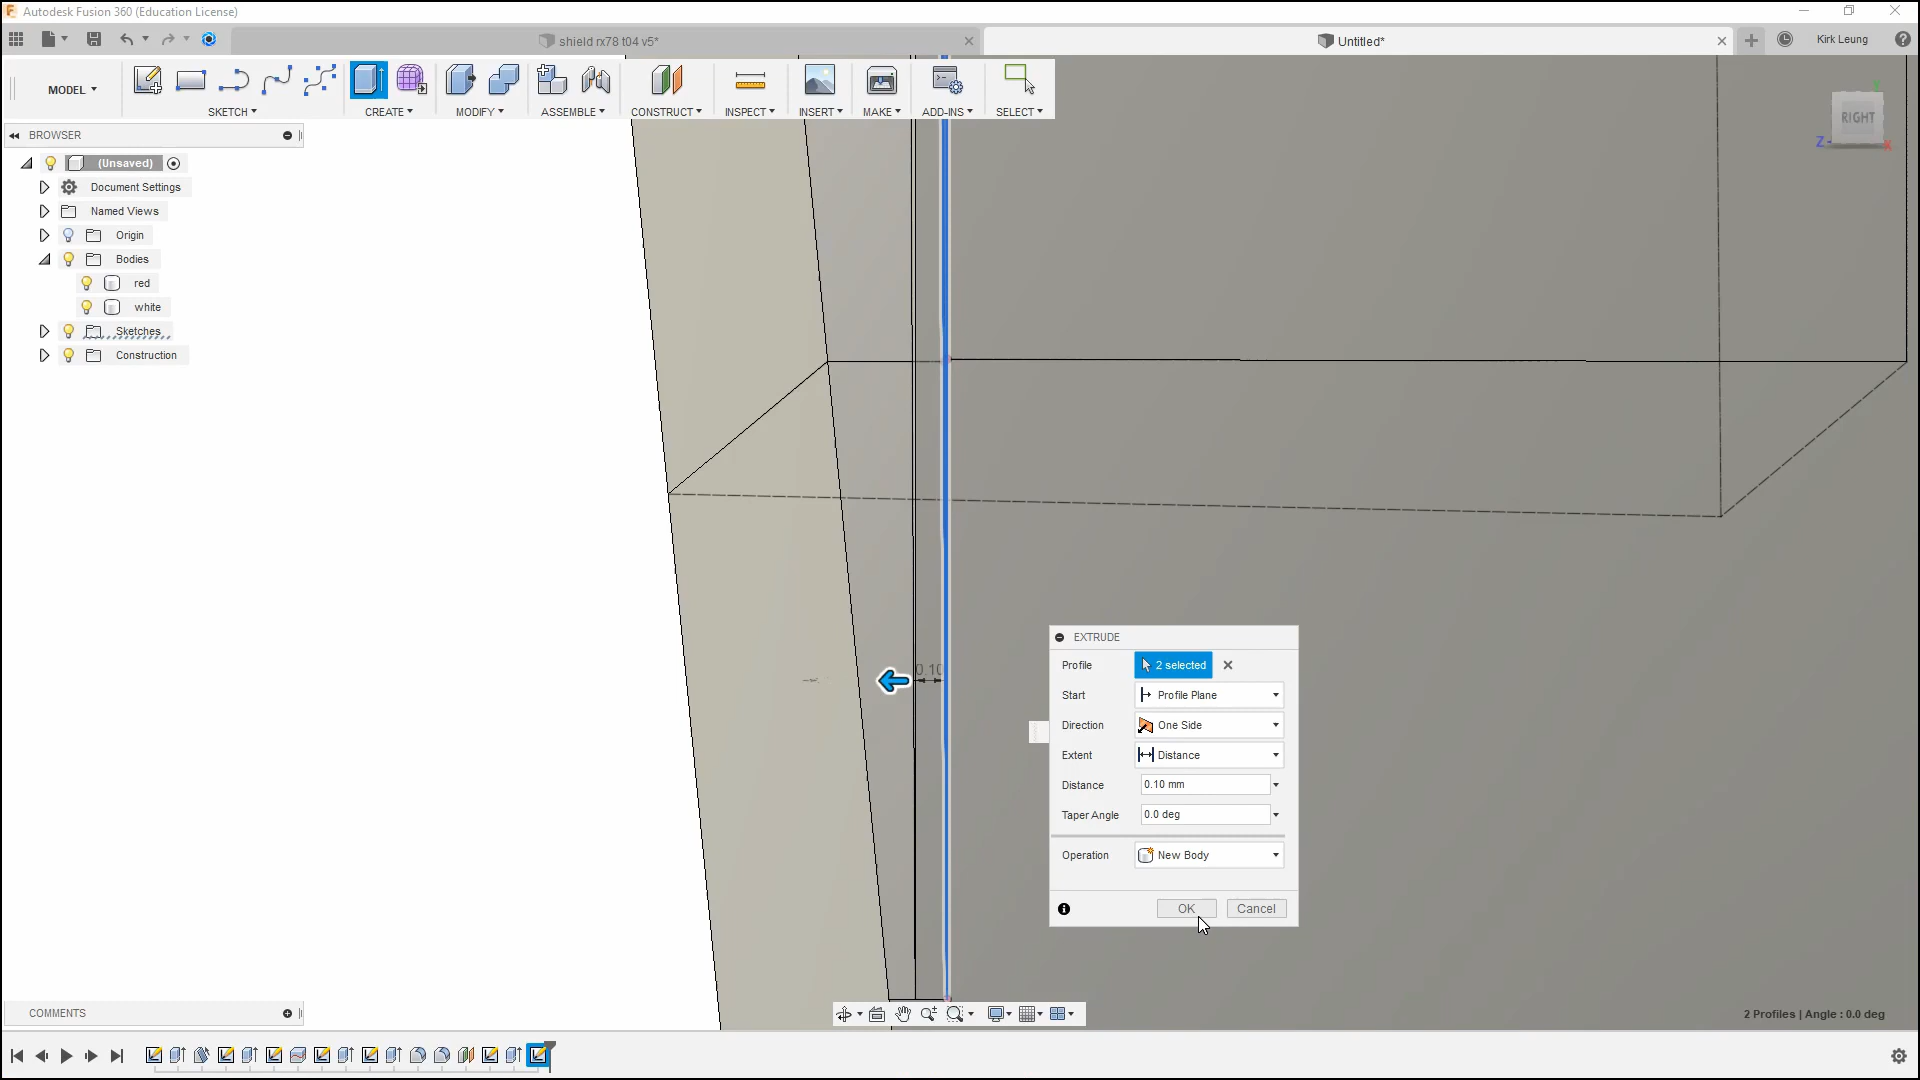 Autodesk Fusion 360 (Education License)
shield rx78 t04 v5*
Untitled*
Kirk Leung
MODEL
SKETCH
CREATE
MODIFY
ASSEMBLE
CONSTRUCT
INSPECT
INSERT
MAKE
ADD-INS
SELECT
BROWSER
(Unsaved)
Document Settings
Named Views
Origin
Bodies
red
white
Sketches
Construction
RIGHT
Y
Z
X
0.10
EXTRUDE
Profile 2 selected
Start Profile Plane
Direction One Side
Extent Distance
Distance 0.10 mm
Taper Angle 0.0 deg
Operation New Body
OK Cancel
COMMENTS
2 Profiles | Angle : 0.0 deg